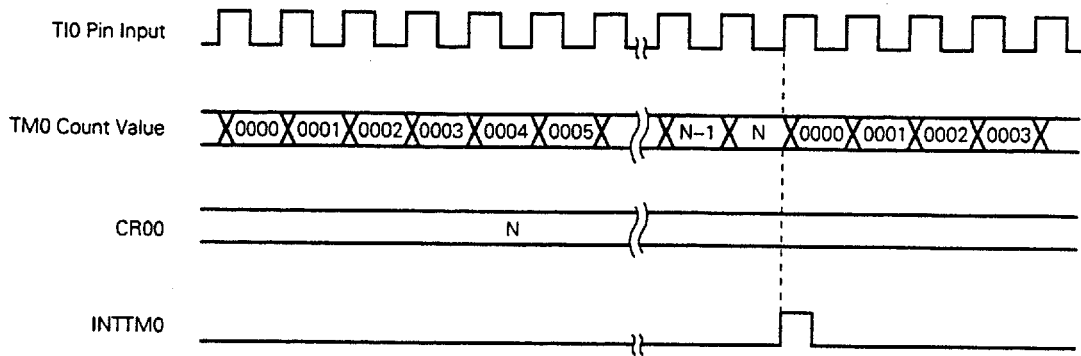 TI0 Pin Input
TM0 Count Value
0000 0001 0002 0003 0004 0005 N−1 N 0000 0001 0002 0003
CR00
N
INTTM0